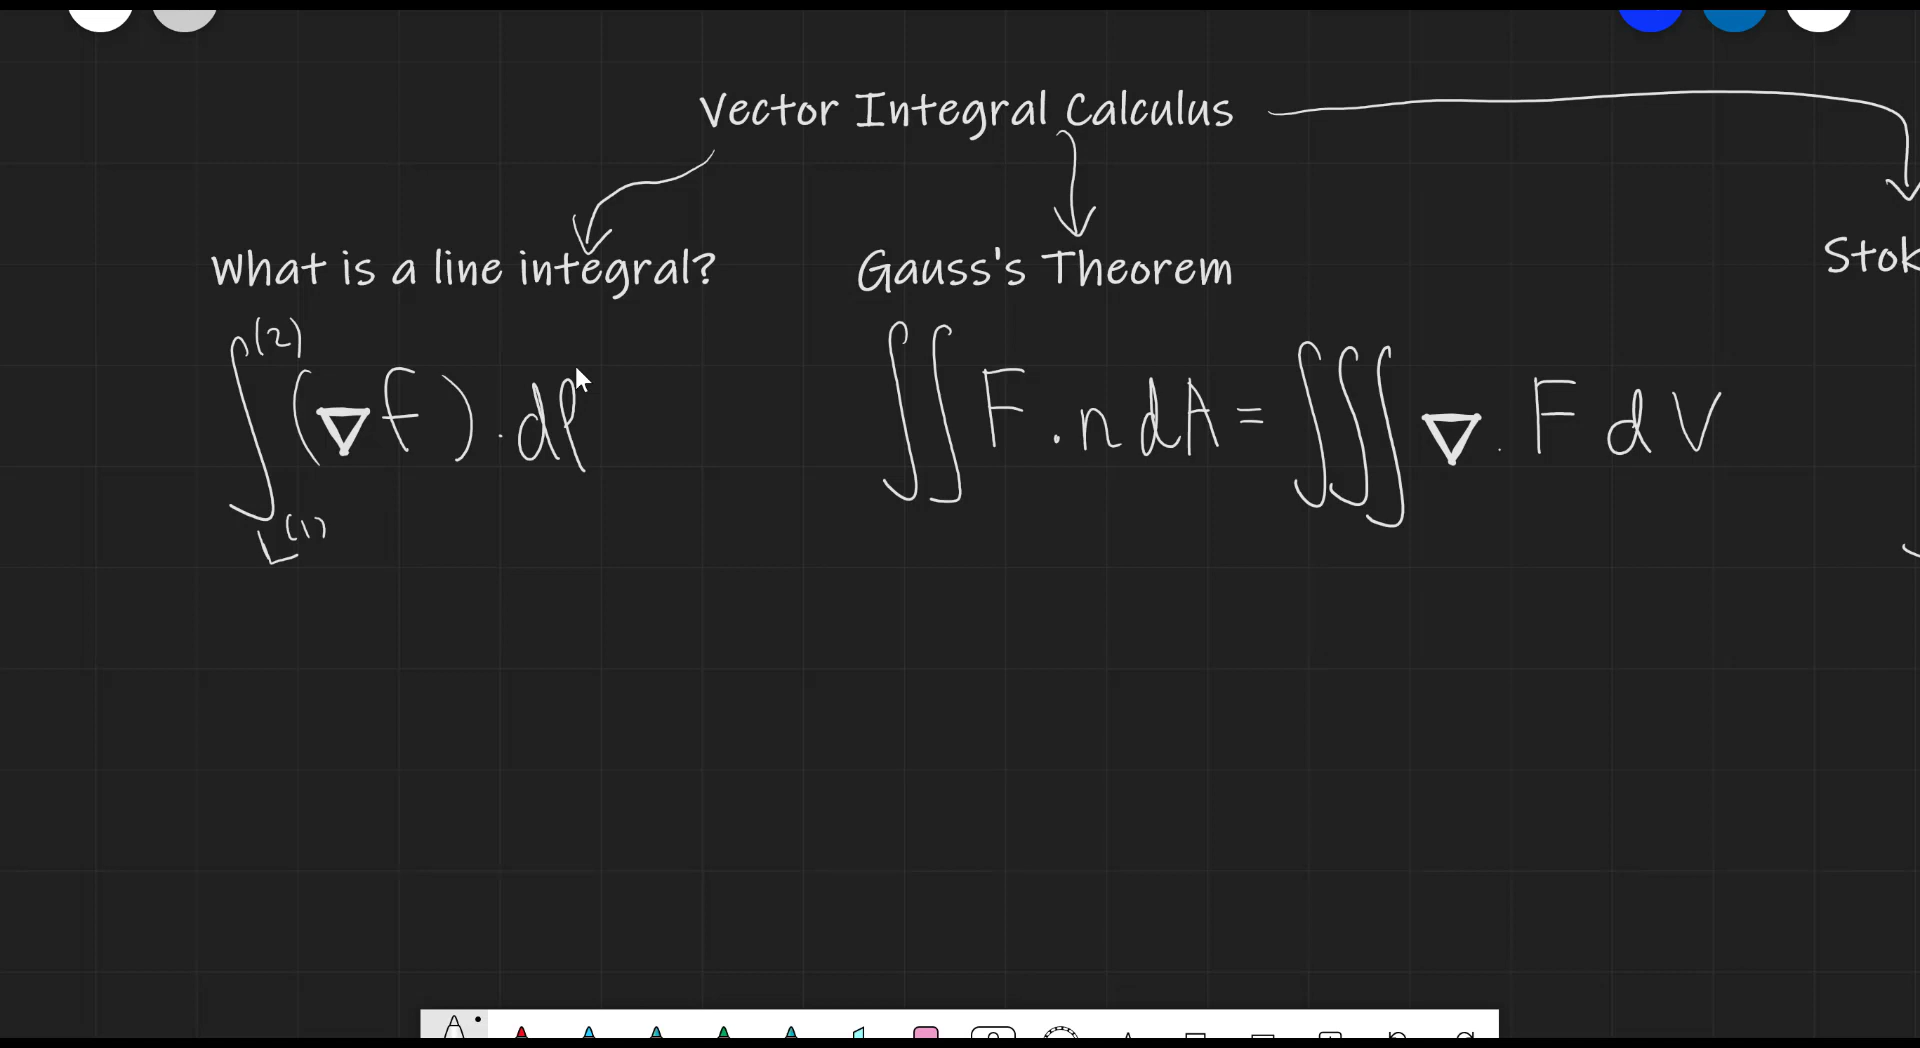 Vector Integral Calculus
What is a line integral?
Gauss's Theorem
Stok
∫(2) (∇f) · dl
L(1)
∬ F · n dA = ∭ ∇ · F dV